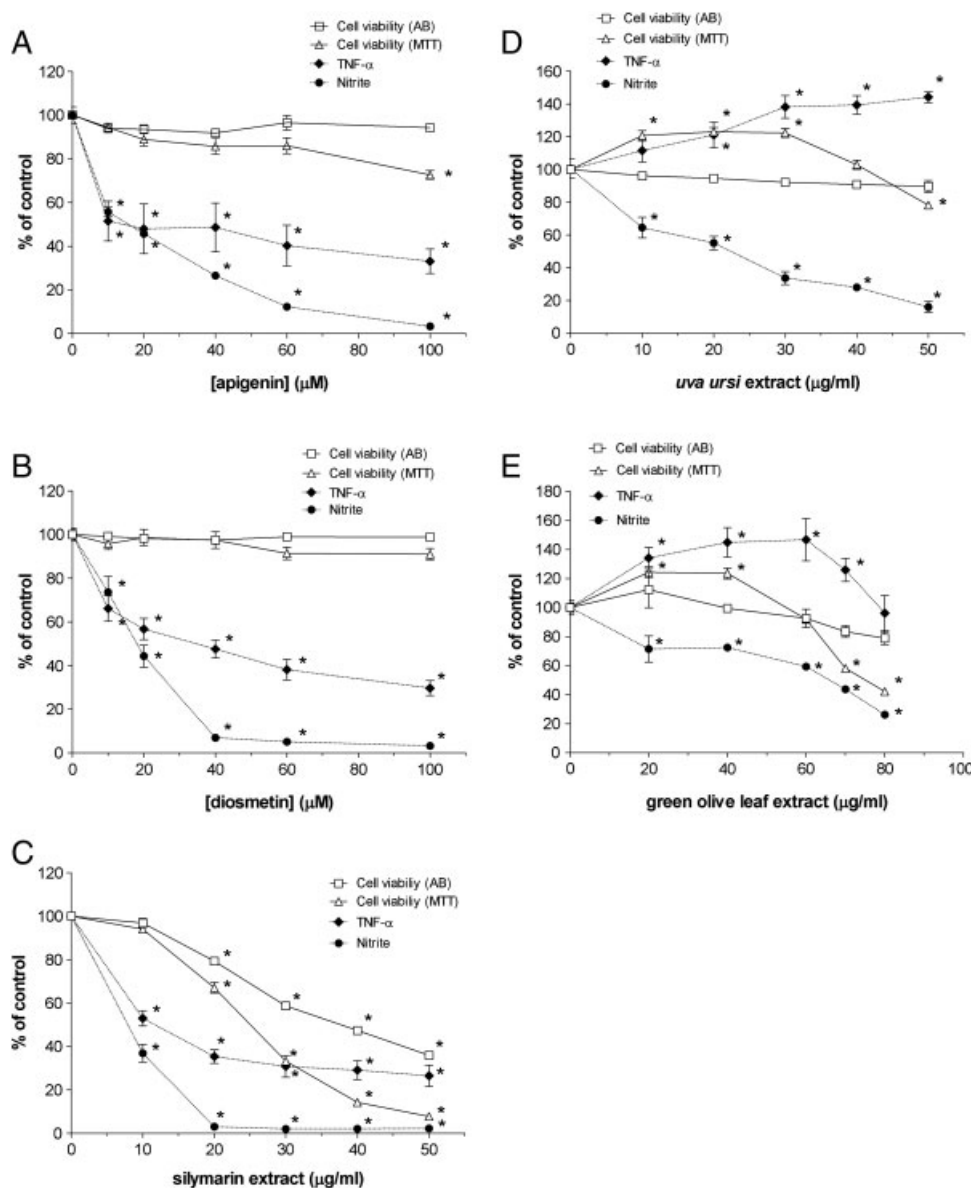 A
Cell viability (AB)
Cell viability (MTT)
TNF-α
Nitrite
120
100
80
60
40
20
0
% of control
* * * * * * * * * * *
0 20 40 60 80 100
[apigenin] (μM)
B
Cell viability (AB)
Cell viability (MTT)
TNF-α
Nitrite
120
100
80
60
40
20
0
% of control
* * * * * * * * * *
0 20 40 60 80 100
[diosmetin] (μM)
C
Cell viabiliy (AB)
Cell viabiliy (MTT)
TNF-α
Nitrite
120
100
80
60
40
20
0
% of control
* * * * * * * * * * * * * * * * * *
0 10 20 30 40 50
silymarin extract (μg/ml)
D
Cell viability (AB)
Cell viability (MTT)
TNF-α
Nitrite
160
140
120
100
80
60
40
20
0
% of control
* * * * * * * * * * * * *
0 10 20 30 40 50
uva ursi extract (μg/ml)
E
Cell viability (AB)
Cell viability (MTT)
TNF-α
Nitrite
180
160
140
120
100
80
60
40
20
0
% of control
* * * * * * * * * * * * *
0 20 40 60 80 100
green olive leaf extract (μg/ml)